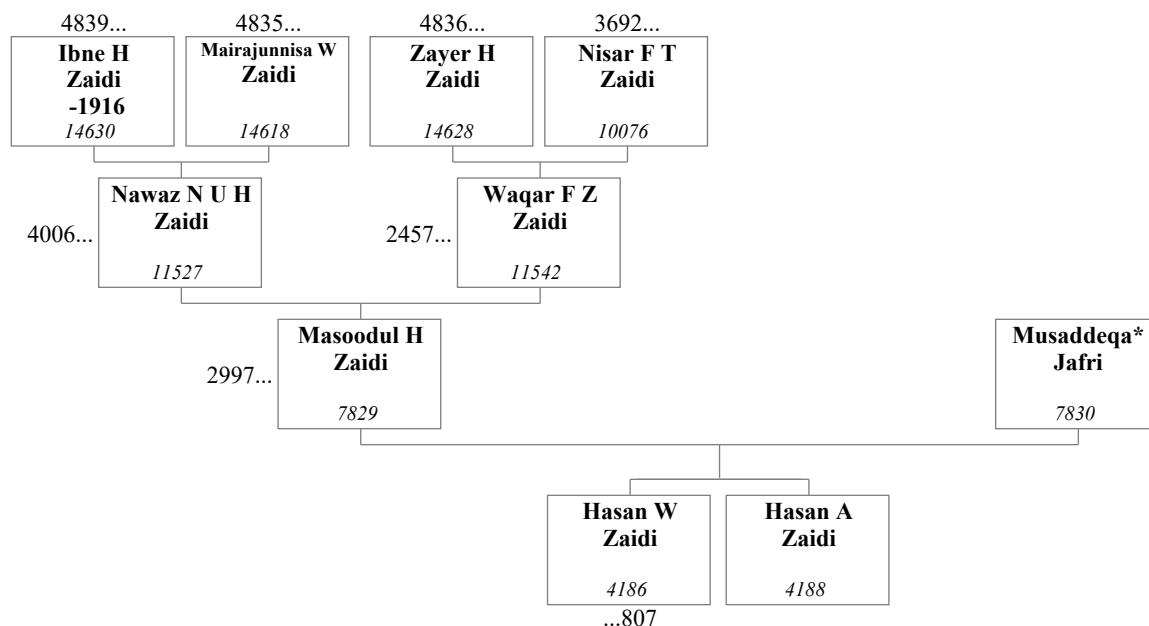 4839...
4835...
4836...
3692...
Ibne H
Zaidi
-1916
14630
Mairajunnisa W
Zaidi
14618
Zayer H
Zaidi
14628
Nisar F T
Zaidi
10076
4006...
Nawaz N U H
Zaidi
11527
2457...
Waqar F Z
Zaidi
11542
2997...
Masoodul H
Zaidi
7829
Musaddeqa*
Jafri
7830
Hasan W
Zaidi
4186
Hasan A
Zaidi
4188
...807